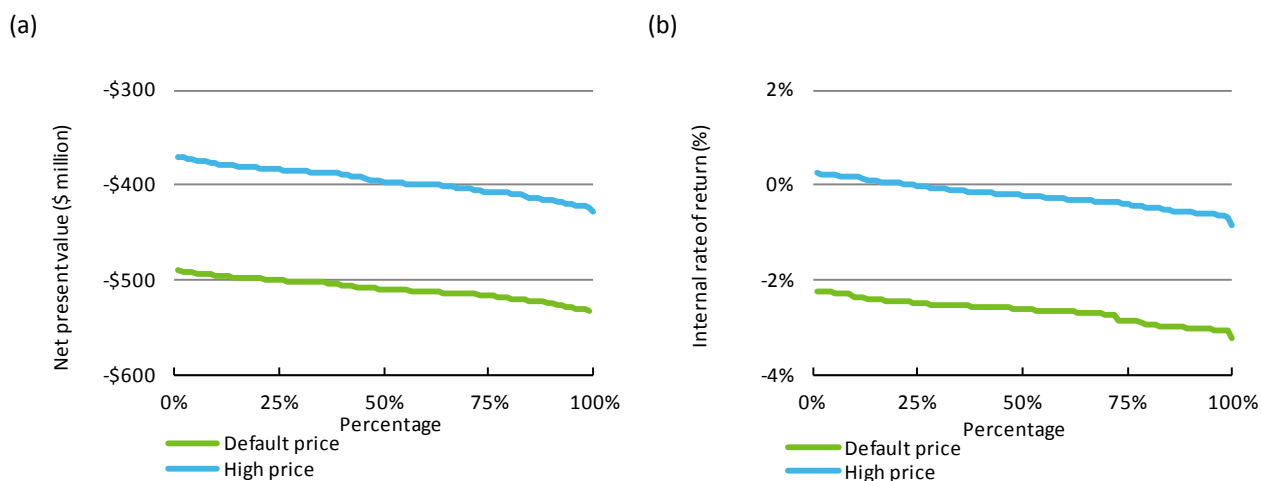 (a)
Net present value ($ million)
-$300
-$400
-$500
-$600
0% 25% 50% 75% 100%
Percentage
Default price
High price
(b)
Internal rate of return (%)
2%
0%
-2%
-4%
0% 25% 50% 75% 100%
Percentage
Default price
High price